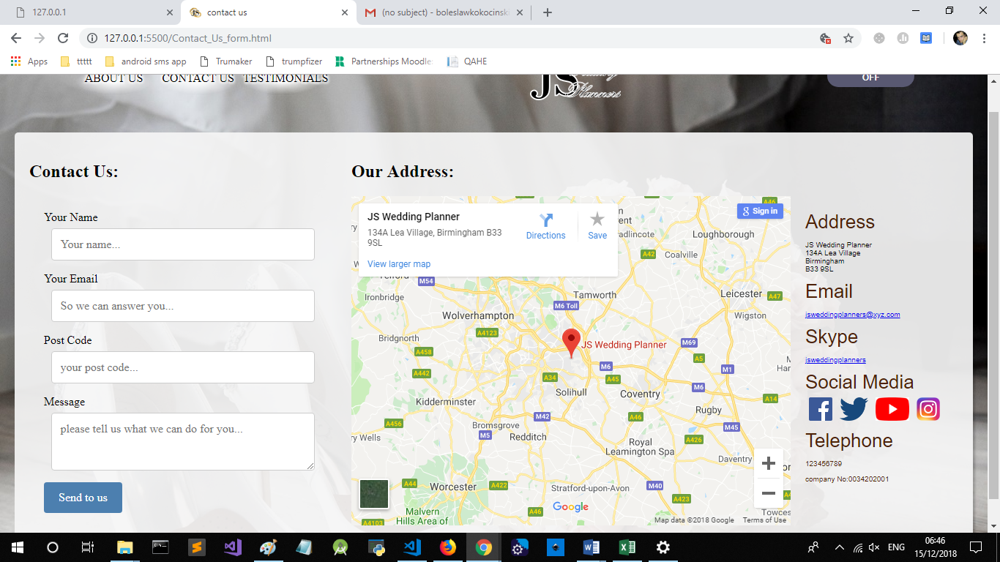 127.0.0.1
contact us
(no subject) - boleslawkokocinsk
127.0.0.1:5500/Contact_Us_form.html
Apps
ttttt
android sms app
Trumaker
trumpfizer
Partnerships Moodle
QAHE
ABOUT US
CONTACT US
TESTIMONIALS
JS Wedding
Planners
OFF
Contact Us:
Your Name
Your name...
Your Email
So we can answer you...
Post Code
your post code...
Message
please tell us what we can do for you...
Send to us
Our Address:
JS Wedding Planner
134A Lea Village, Birmingham B33
9SL
Directions
Save
View larger map
Sign in
A46
Loughborough
A42
Coalville
M54
Telford
Ironbridge
Tamworth
Leicester
A47
M6 Toll
Wolverhampton
Wigston
A4123
Bridgnorth
JS Wedding Planner
M69
A458
A5
M6
M1
A442
A34
A45
M6
Solihull
Coventry
A14
Kidderminster
Rugby
M42
A46
A456
Bromsgrove
M45
M5
Redditch
Royal
Leamington Spa
A426
Daventry
A44
Worcester
A422
Stratford-upon-Avon
M40
A423
Malvern
Hills Area of
A46
Towces
A4103
Google
Map data ©2018 Google
Terms of Use
Address
JS Wedding Planner
134A Lea Village
Birmingham
B33 9SL
Email
jsweddingplanners@xyz.com
Skype
jsweddingplanners
Social Media
Telephone
123456789
company No:0034202001
ENG
06:46
15/12/2018